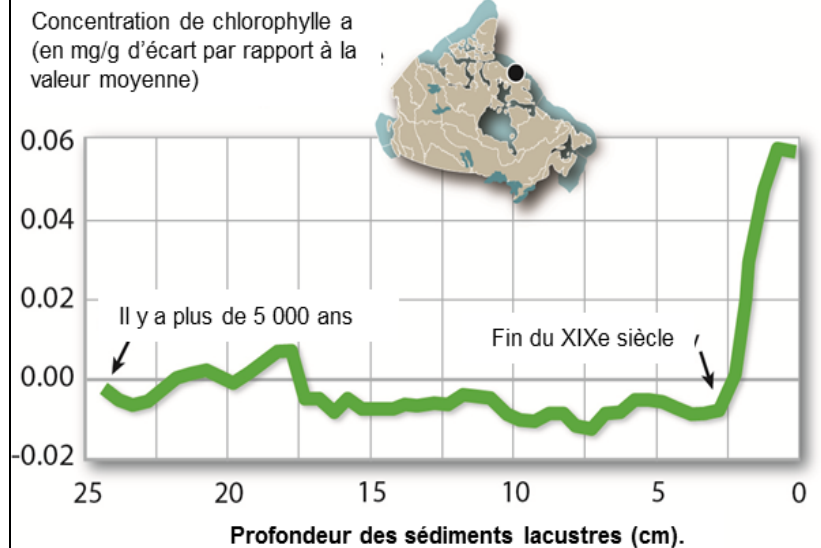 Concentration de chlorophylle a
(en mg/g d'écart par rapport à la
valeur moyenne)
0.06
0.04
0.02
Il y a plus de 5 000 ans
Fin du XIXe siècle
0.00
-0.02
25 20 15 10 5 0
Profondeur des sédiments lacustres (cm).